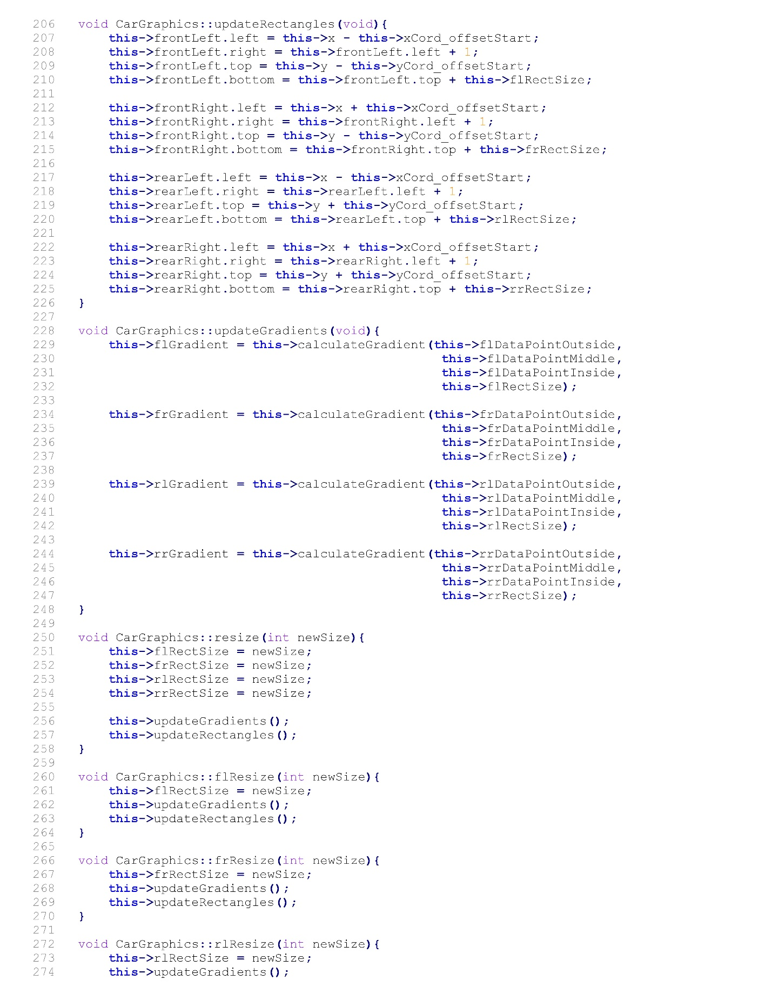 206 void CarGraphics::updateRectangles(void){
207     this->frontLeft.left = this->x - this->xCord_offsetStart;
208     this->frontLeft.right = this->frontLeft.left + 1;
209     this->frontLeft.top = this->y - this->yCord_offsetStart;
210     this->frontLeft.bottom = this->frontLeft.top + this->flRectSize;
211
212     this->frontRight.left = this->x + this->xCord_offsetStart;
213     this->frontRight.right = this->frontRight.left + 1;
214     this->frontRight.top = this->y - this->yCord_offsetStart;
215     this->frontRight.bottom = this->frontRight.top + this->frRectSize;
216
217     this->rearLeft.left = this->x - this->xCord_offsetStart;
218     this->rearLeft.right = this->rearLeft.left + 1;
219     this->rearLeft.top = this->y + this->yCord_offsetStart;
220     this->rearLeft.bottom = this->rearLeft.top + this->rlRectSize;
221
222     this->rearRight.left = this->x + this->xCord_offsetStart;
223     this->rearRight.right = this->rearRight.left + 1;
224     this->rearRight.top = this->y + this->yCord_offsetStart;
225     this->rearRight.bottom = this->rearRight.top + this->rrRectSize;
226 }
227
228 void CarGraphics::updateGradients(void){
229     this->flGradient = this->calculateGradient(this->flDataPointOutside,
230                                                this->flDataPointMiddle,
231                                                this->flDataPointInside,
232                                                this->flRectSize);
233
234     this->frGradient = this->calculateGradient(this->frDataPointOutside,
235                                                this->frDataPointMiddle,
236                                                this->frDataPointInside,
237                                                this->frRectSize);
238
239     this->rlGradient = this->calculateGradient(this->rlDataPointOutside,
240                                                this->rlDataPointMiddle,
241                                                this->rlDataPointInside,
242                                                this->rlRectSize);
243
244     this->rrGradient = this->calculateGradient(this->rrDataPointOutside,
245                                                this->rrDataPointMiddle,
246                                                this->rrDataPointInside,
247                                                this->rrRectSize);
248 }
249
250 void CarGraphics::resize(int newSize){
251     this->flRectSize = newSize;
252     this->frRectSize = newSize;
253     this->rlRectSize = newSize;
254     this->rrRectSize = newSize;
255
256     this->updateGradients();
257     this->updateRectangles();
258 }
259
260 void CarGraphics::flResize(int newSize){
261     this->flRectSize = newSize;
262     this->updateGradients();
263     this->updateRectangles();
264 }
265
266 void CarGraphics::frResize(int newSize){
267     this->frRectSize = newSize;
268     this->updateGradients();
269     this->updateRectangles();
270 }
271
272 void CarGraphics::rlResize(int newSize){
273     this->rlRectSize = newSize;
274     this->updateGradients();